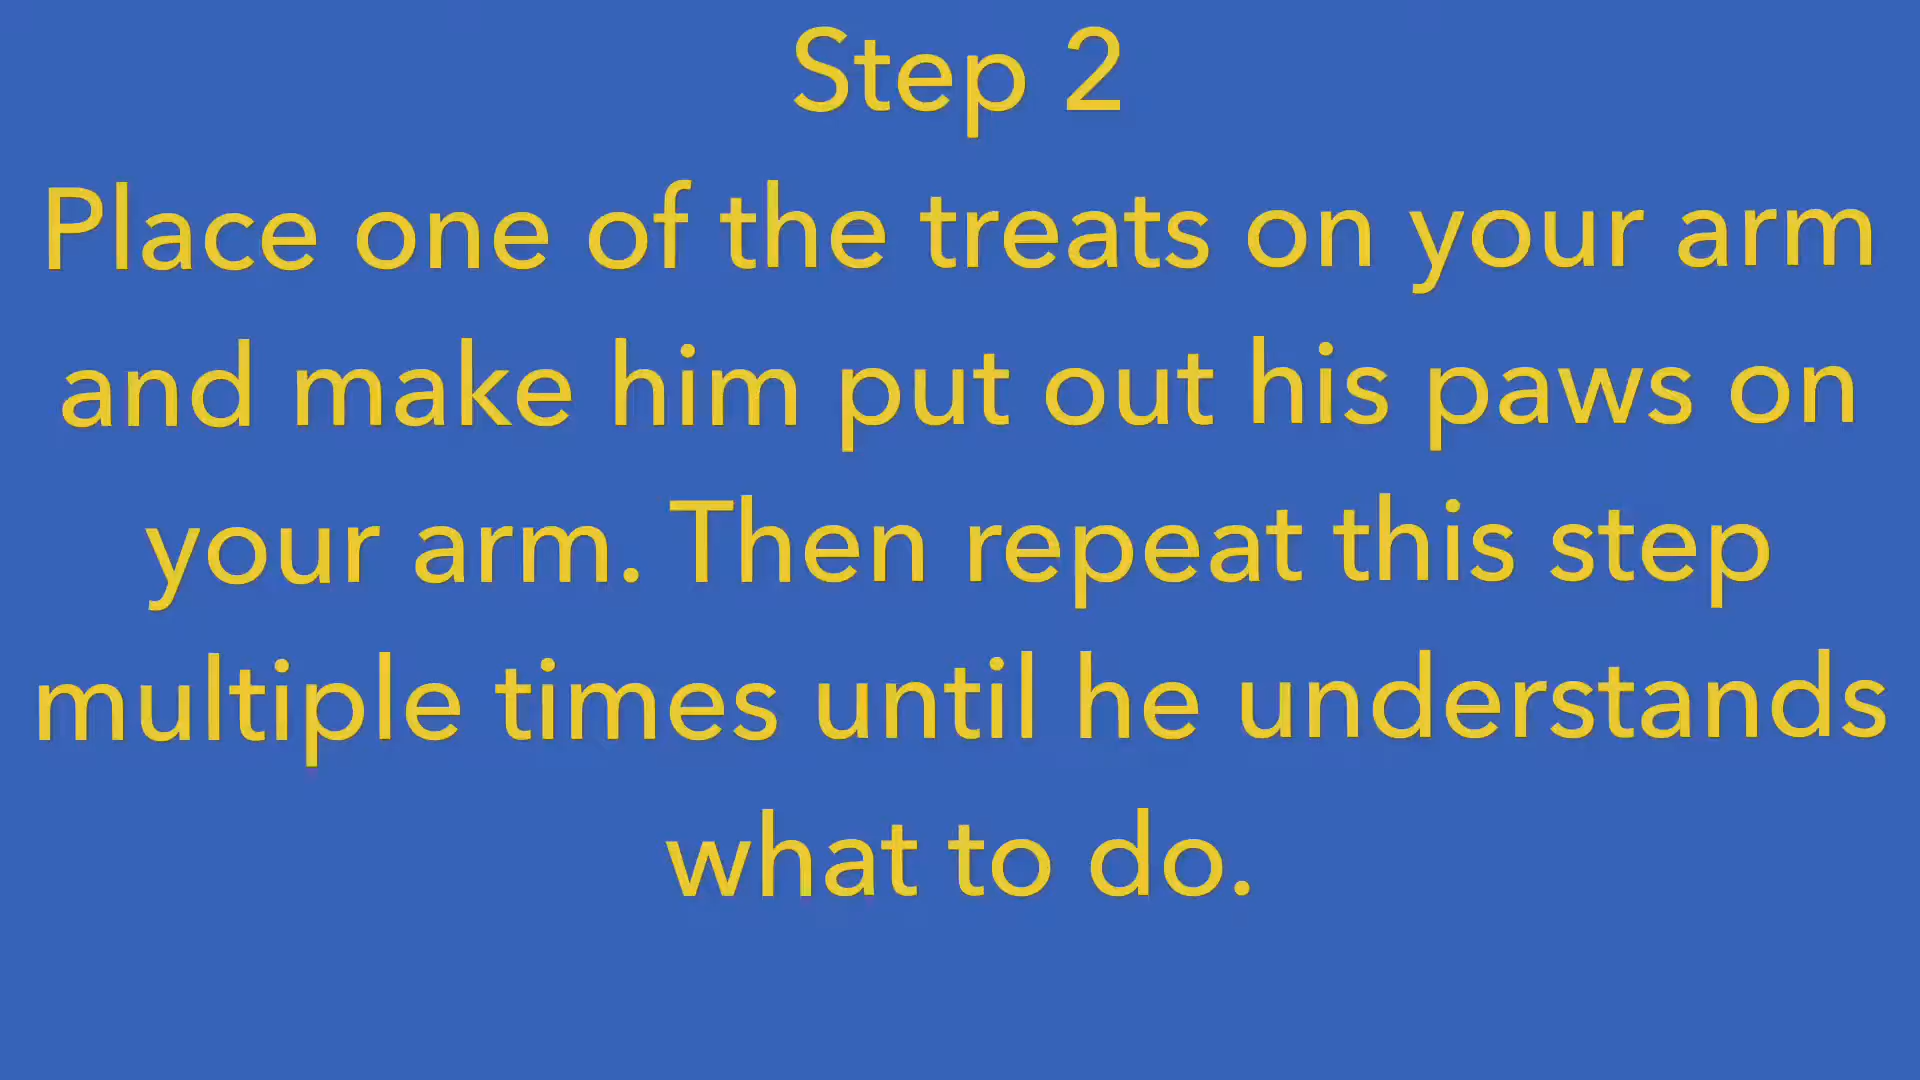 Step 2
Place one of the treats on your arm
and make him put out his paws on
your arm. Then repeat this step
multiple times until he understands
what to do.